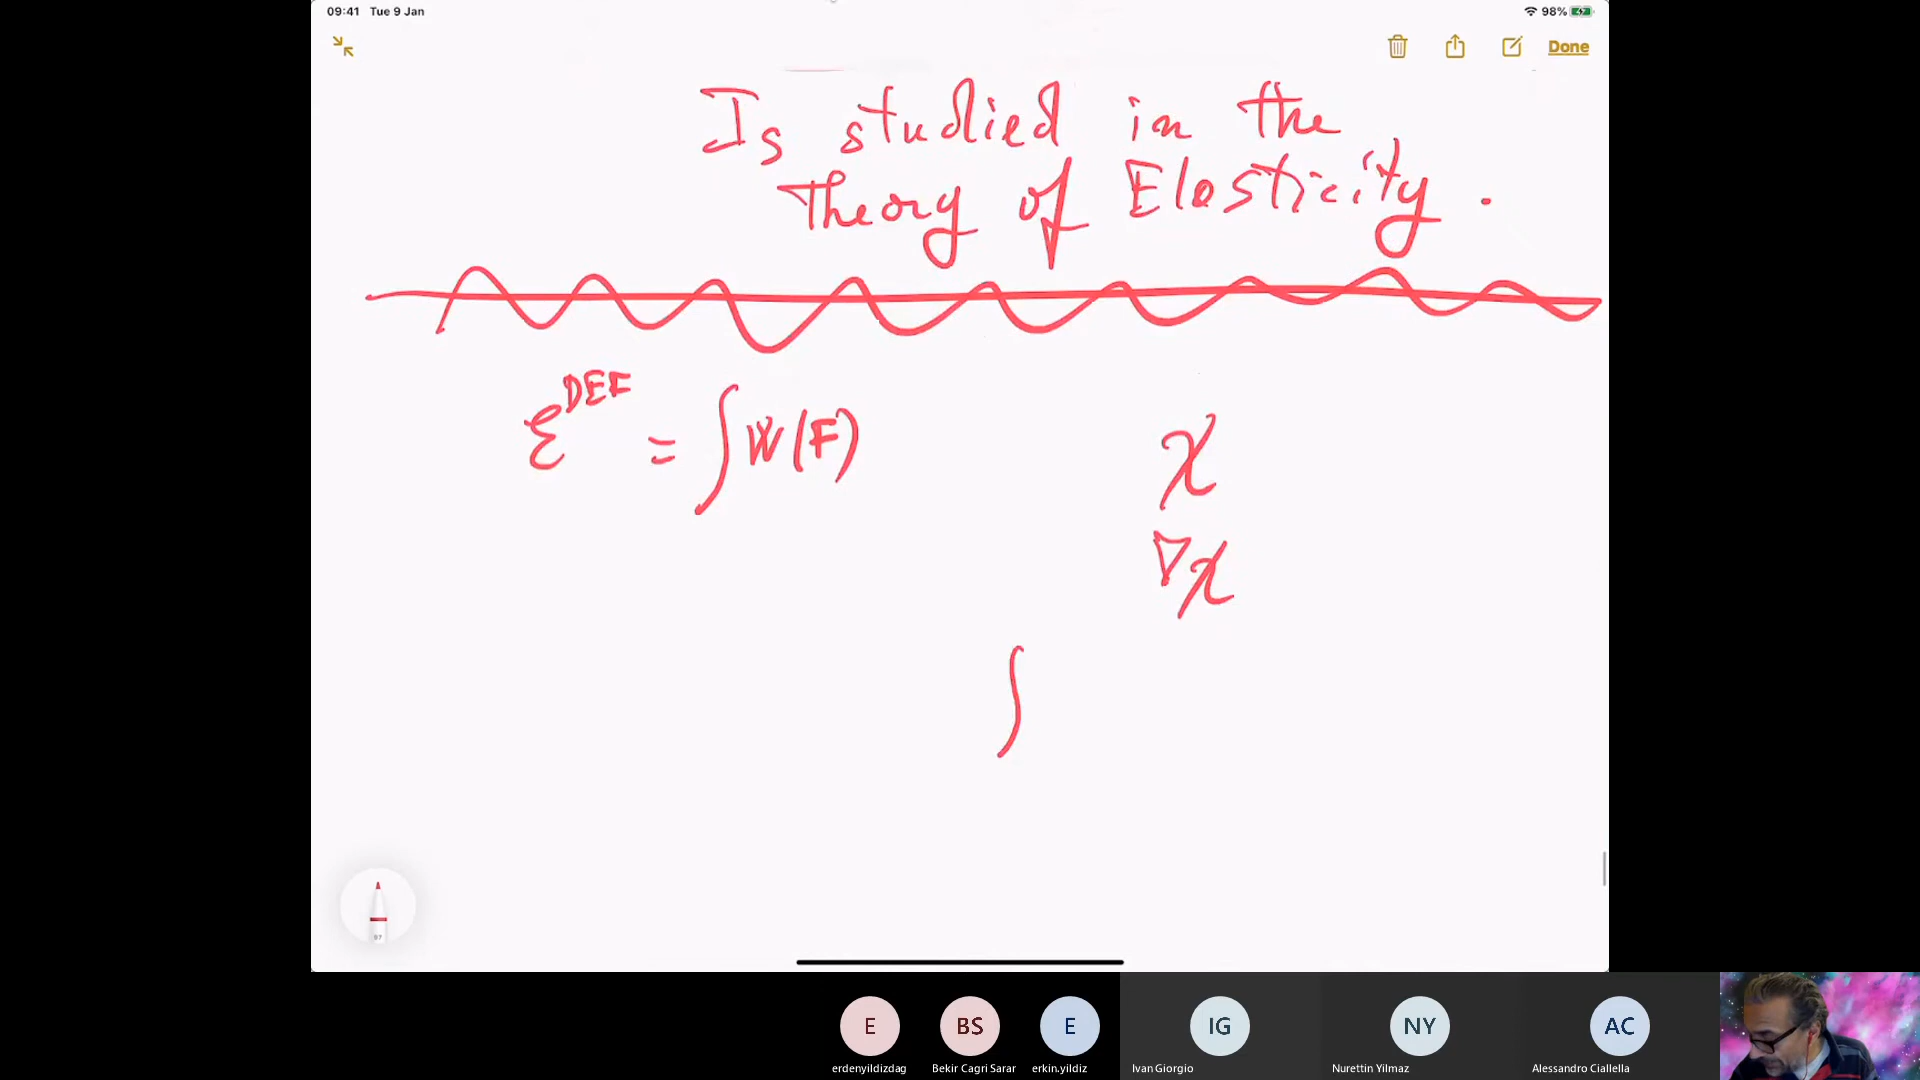 09:41 Tue 9 Jan 98%
Done
Is studied in the
Theory of Elasticity.
ℰ^DEF = ∫W(F)
χ
∇χ
∫
97
E BS E IG NY AC
erdenyildizdag Bekir Cagri Sarar erkin.yildiz Ivan Giorgio Nurettin Yilmaz Alessandro Ciallella